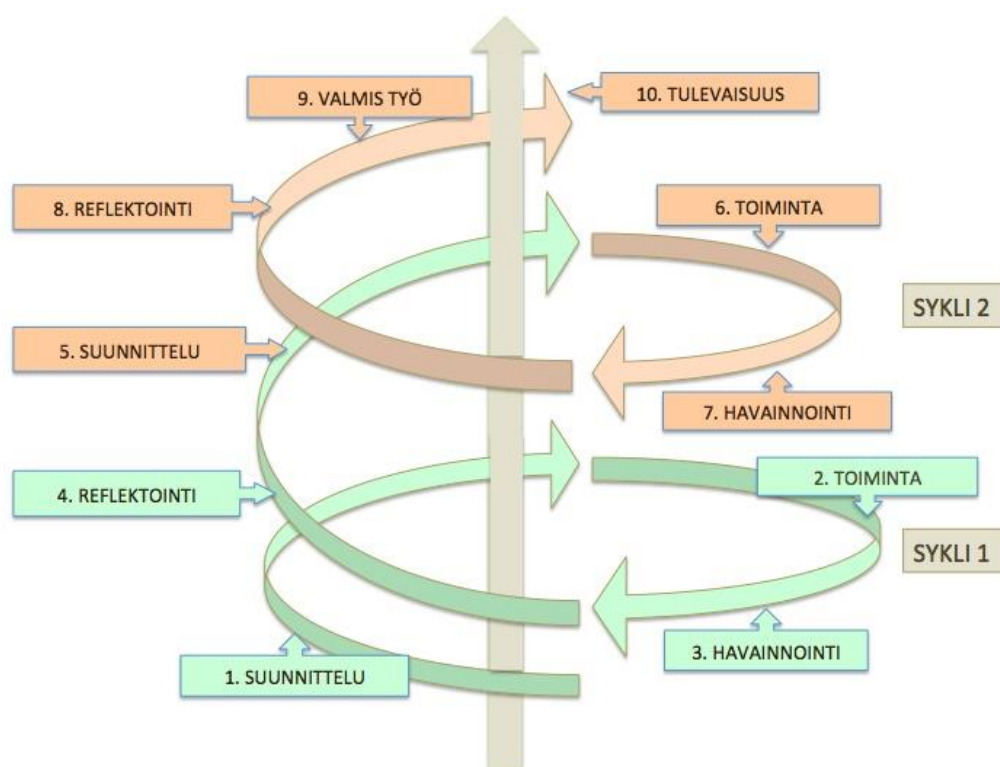 9. VALMIS TYÖ
10. TULEVAISUUS
8. REFLEKTOINTI
6. TOIMINTA
SYKLI 2
5. SUUNNITTELU
7. HAVAINNOINTI
4. REFLEKTOINTI
2. TOIMINTA
SYKLI 1
3. HAVAINNOINTI
1. SUUNNITTELU